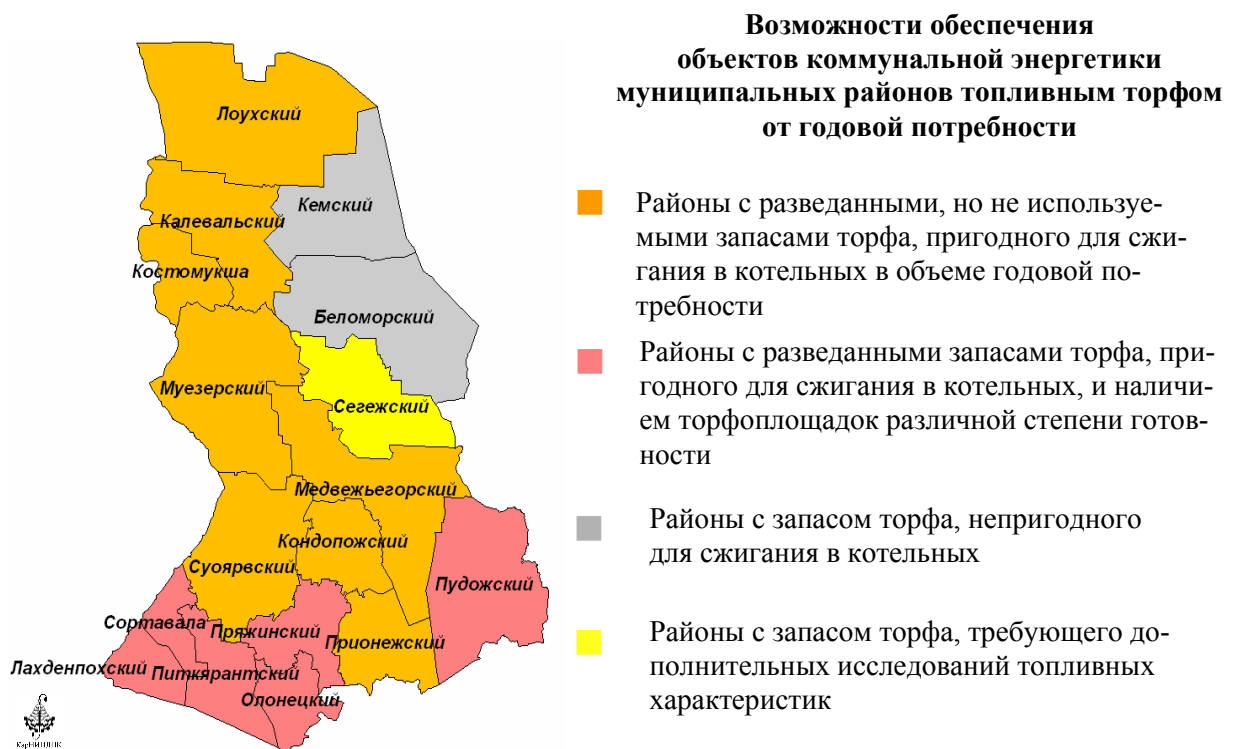 Возможности обеспечения
объектов коммунальной энергетики
муниципальных районов топливным торфом
от годовой потребности
Районы с разведанными, но не используе-
мыми запасами торфа, пригодного для сжи-
гания в котельных в объеме годовой по-
требности
Районы с разведанными запасами торфа, при-
годного для сжигания в котельных, и наличи-
ем торфоплощадок различной степени готов-
ности
Районы с запасом торфа, непригодного
для сжигания в котельных
Районы с запасом торфа, требующего до-
полнительных исследований топливных
характеристик
Лоухский
Кемский
Калевальский
Костомукша
Беломорский
Муезерский
Сегежский
Медвежьегорский
Кондопожский
Суоярвский
Пудожский
Сортавала
Пряжинский
Прионежский
Лахденпохский
Питкярантский
Олонецкий
КарНИИЛПК